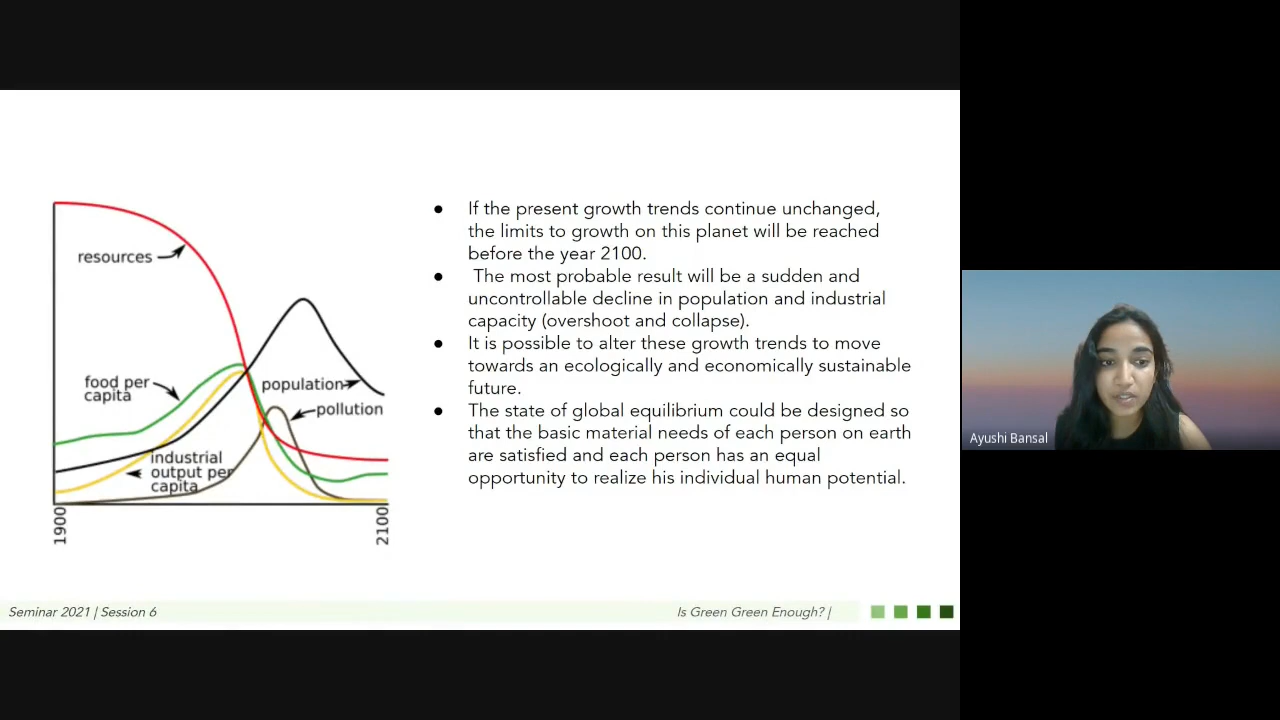 resources
food per
capita
population
pollution
industrial
output per
capita
1900
2100
● If the present growth trends continue unchanged,
the limits to growth on this planet will be reached
before the year 2100.
● The most probable result will be a sudden and
uncontrollable decline in population and industrial
capacity (overshoot and collapse).
● It is possible to alter these growth trends to move
towards an ecologically and economically sustainable
future.
● The state of global equilibrium could be designed so
that the basic material needs of each person on earth
are satisfied and each person has an equal
opportunity to realize his individual human potential.
Ayushi Bansal
Seminar 2021 | Session 6
Is Green Green Enough? |